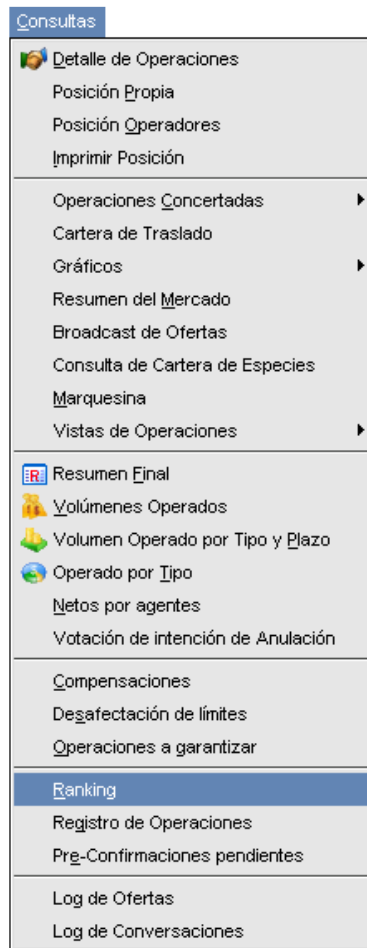 Consultas
Detalle de Operaciones
Posición Propia
Posición Operadores
Imprimir Posición
Operaciones Concertadas
Cartera de Traslado
Gráficos
Resumen del Mercado
Broadcast de Ofertas
Consulta de Cartera de Especies
Marquesina
Vistas de Operaciones
R Resumen Final
Volúmenes Operados
Volumen Operado por Tipo y Plazo
Operado por Tipo
Netos por agentes
Votación de intención de Anulación
Compensaciones
Desafectación de límites
Operaciones a garantizar
Ranking
Registro de Operaciones
Pre-Confirmaciones pendientes
Log de Ofertas
Log de Conversaciones